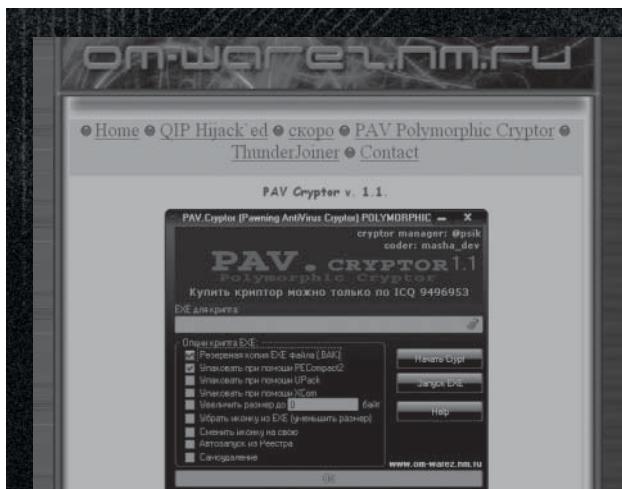 om-warez.nm.ru
Home QIP Hijack`ed скоро PAV Polymorphic Cryptor
ThunderJoiner Contact
PAV Cryptor v. 1.1.
PAV.Cryptor (Pawning AntiVirus Cryptor) POLYMORPHIC
cryptor manager: @psik
coder: masha_dev
PAV. CRYPTOR 1.1
Polymorphic Cryptor
Купить криптор можно только по ICQ 9496953
EXE для крипта:
Опции крипта EXE:
Резервная копия EXE файла (.BAK)
Упаковать при помощи PECompact2
Упаковать при помощи UPack
Упаковать при помощи XCom
Увеличить размер до 0 байт
Убрать иконку из EXE (уменьшить размер)
Сменить иконку на свою
Автозапуск из Реестра
Самоудаление
Начать Crypt
Запуск EXE
Help
www.om-warez.nm.ru
OK